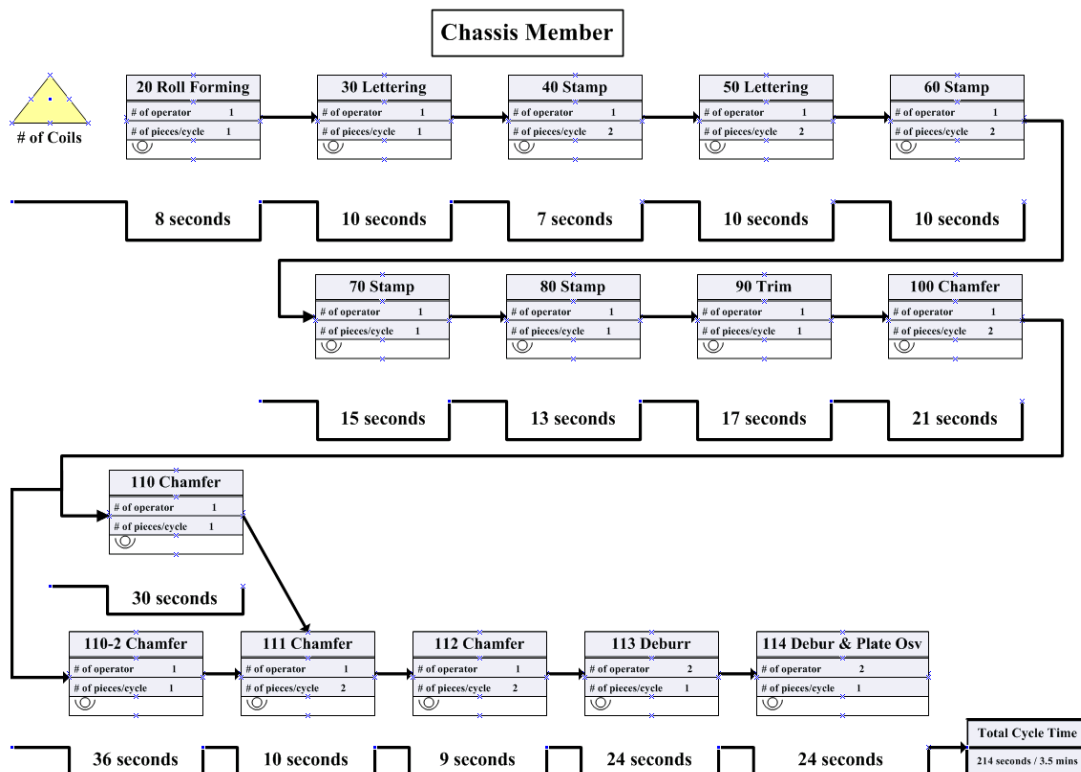 Chassis Member
# of Coils
20 Roll Forming
# of operator 1
# of pieces/cycle 1
30 Lettering
# of operator 1
# of pieces/cycle 1
40 Stamp
# of operator 1
# of pieces/cycle 2
50 Lettering
# of operator 1
# of pieces/cycle 2
60 Stamp
# of operator 1
# of pieces/cycle 2
8 seconds
10 seconds
7 seconds
10 seconds
10 seconds
70 Stamp
# of operator 1
# of pieces/cycle 1
80 Stamp
# of operator 1
# of pieces/cycle 1
90 Trim
# of operator 1
# of pieces/cycle 1
100 Chamfer
# of operator 1
# of pieces/cycle 2
15 seconds
13 seconds
17 seconds
21 seconds
110 Chamfer
# of operator 1
# of pieces/cycle 1
30 seconds
110-2 Chamfer
# of operator 1
# of pieces/cycle 1
111 Chamfer
# of operator 1
# of pieces/cycle 2
112 Chamfer
# of operator 1
# of pieces/cycle 2
113 Deburr
# of operator 2
# of pieces/cycle 1
114 Debur & Plate Osv
# of operator 2
# of pieces/cycle 1
36 seconds
10 seconds
9 seconds
24 seconds
24 seconds
Total Cycle Time
214 seconds / 3.5 mins